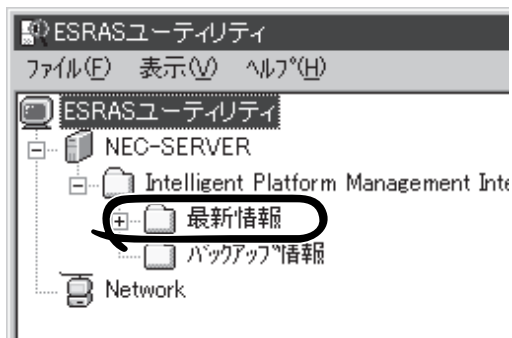 ESRASユーティリティ
ファイル(F) 表示(V) ヘルプ(H)
ESRASユーティリティ
NEC-SERVER
Intelligent Platform Management Inte
最新情報
バックアップ情報
Network